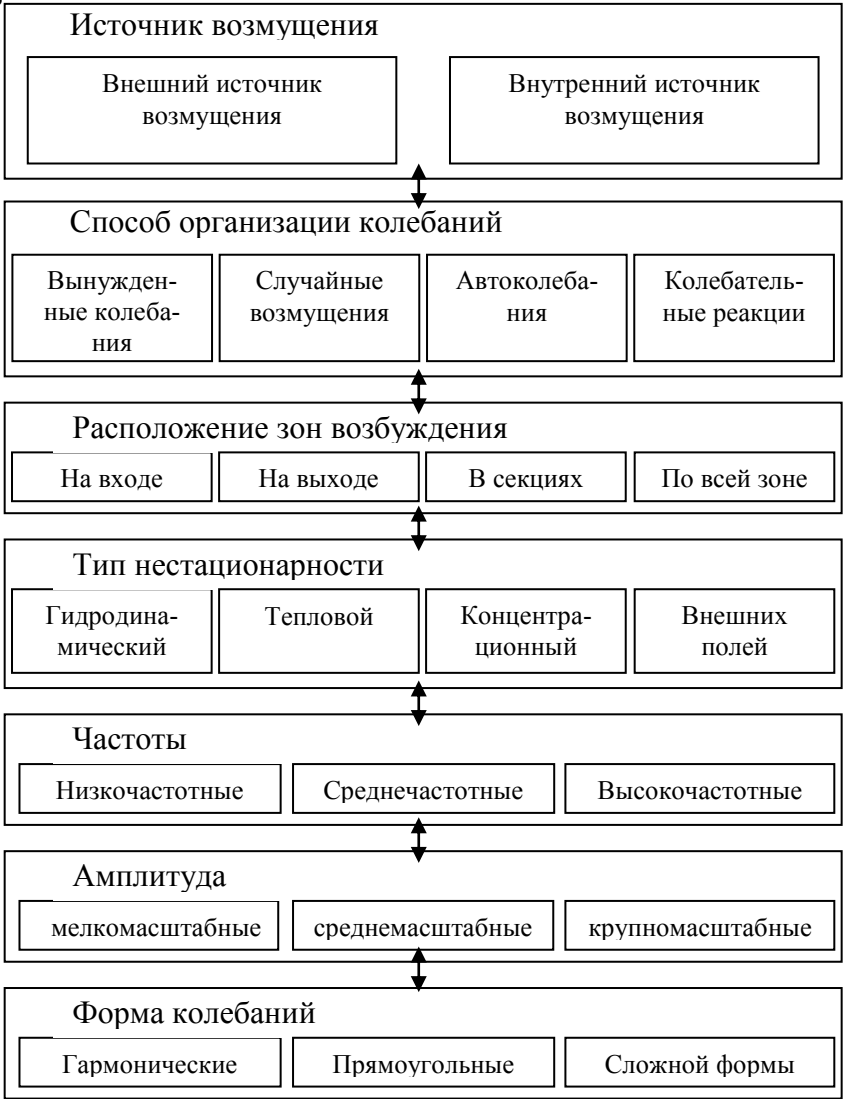 Источник возмущения
Внешний источник
возмущения
Внутренний источник
возмущения
Способ организации колебаний
Вынужден-
ные колеба-
ния
Случайные
возмущения
Автоколеба-
ния
Колебатель-
ные реакции
Расположение зон возбуждения
На входе
На выходе
В секциях
По всей зоне
Тип нестационарности
Гидродина-
мический
Тепловой
Концентра-
ционный
Внешних
полей
Частоты
Низкочастотные
Среднечастотные
Высокочастотные
Амплитуда
мелкомасштабные
среднемасштабные
крупномасштабные
Форма колебаний
Гармонические
Прямоугольные
Сложной формы